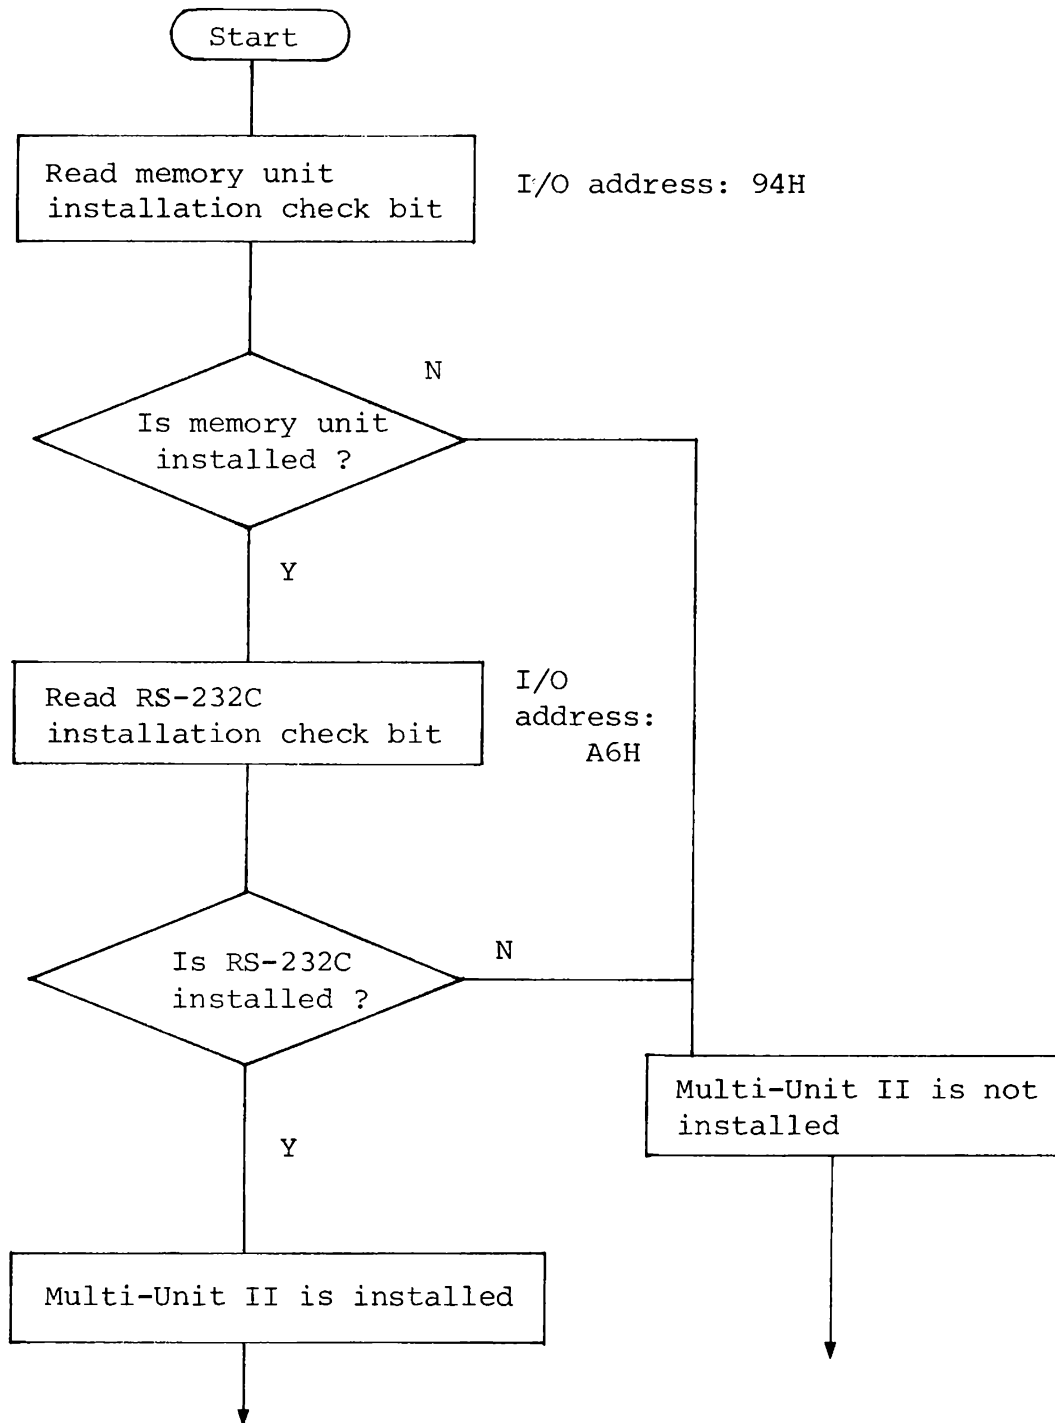 Start
Read memory unit
installation check bit
I/O address: 94H
N
Is memory unit
installed ?
Y
Read RS-232C
installation check bit
I/O
address:
A6H
Is RS-232C
installed ?
N
Multi-Unit II is not
installed
Y
Multi-Unit II is installed